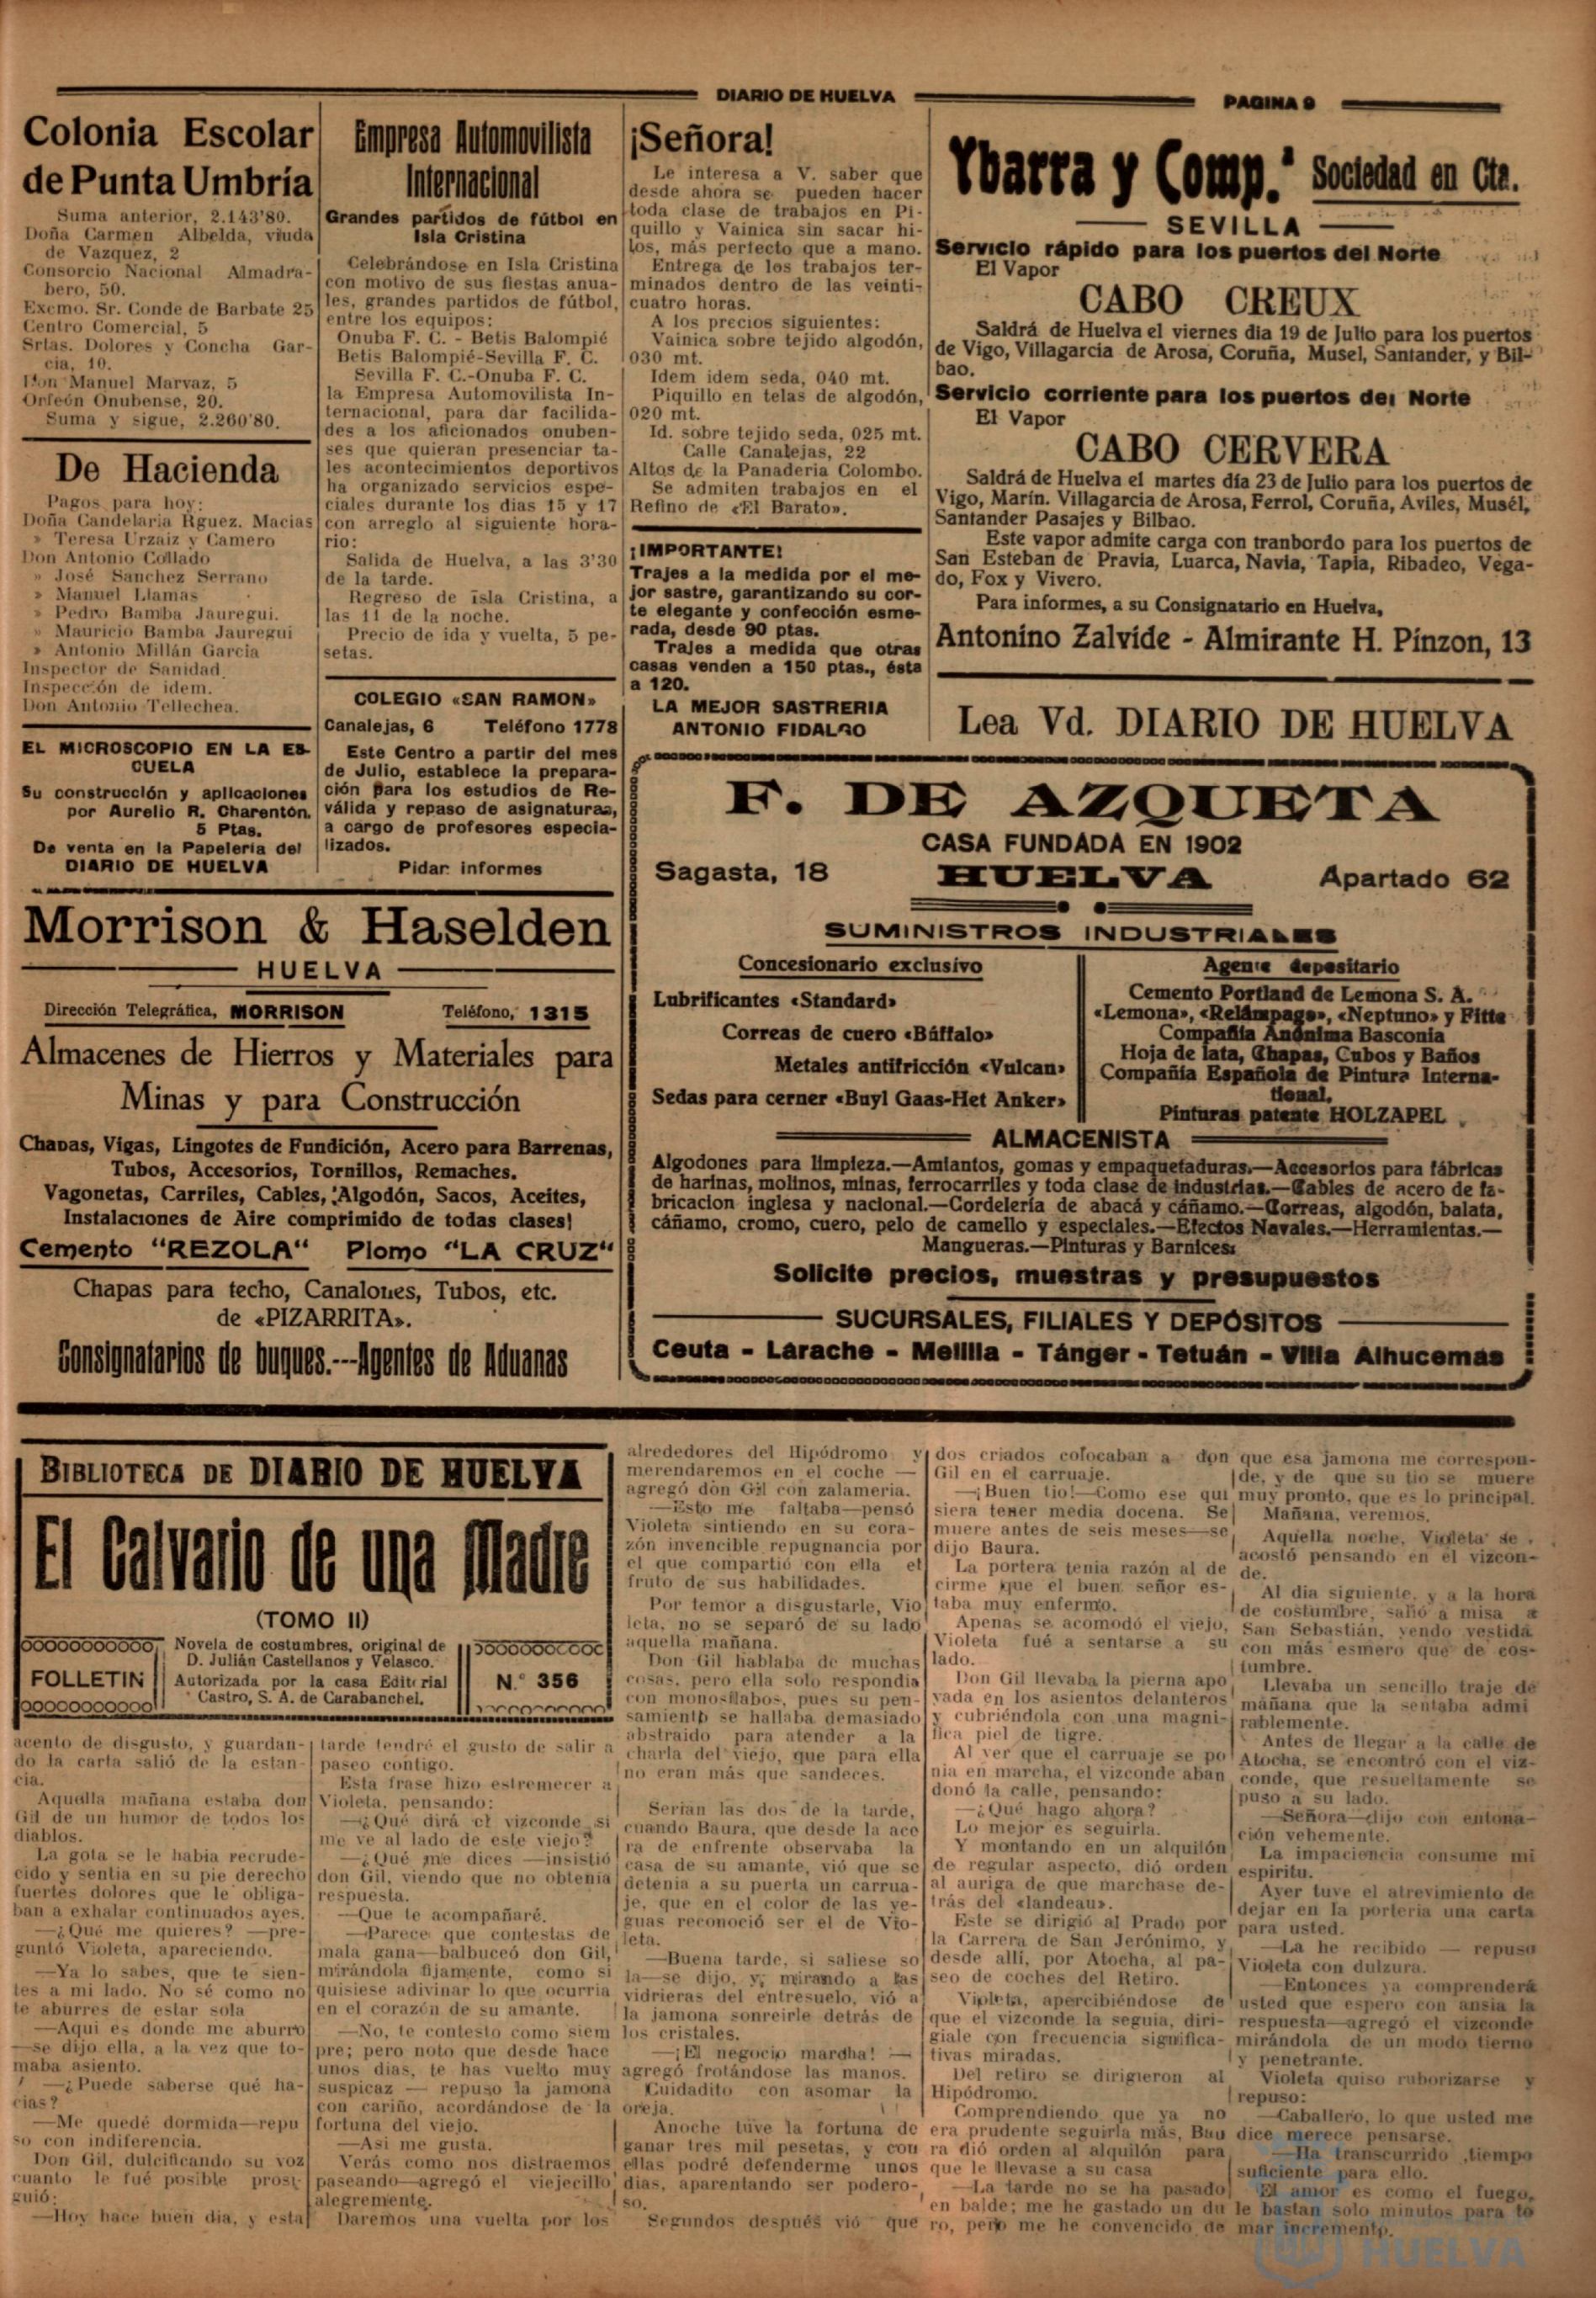 DIARIO DE HUELVA
PAGINA 9
Colonia Escolar
de Punta Umbría
Suma anterior, 2.143'80.
Doña Carmen Albelda, viuda
de Vazquez, 2
Consorcio Nacional Almadra-
bero, 50.
Excmo. Sr. Conde de Barbate 25
Centro Comercial, 5
Srtas. Dolores y Concha Gar-
cia, 10.
Don Manuel Marvaz, 5
Orfeón Onubense, 20.
Suma y sigue, 2.260'80.
De Hacienda
Pagos para hoy:
Doña Candelaria Rguez. Macias
» Teresa Urzaiz y Camero
Don Antonio Collado
» José Sanchez Serrano
» Manuel Llamas
» Pedro Bamba Jauregui.
» Mauricio Bamba Jauregui
» Antonio Millán Garcia
Inspector de Sanidad.
Inspección de idem.
Don Antonio Tellechea.
EL MICROSCOPIO EN LA ES-
CUELA
Su construcción y aplicaciones
por Aurelio R. Charentón.
5 Ptas.
De venta en la Papelería del
DIARIO DE HUELVA
Empresa Automovilista
Internacional
Grandes partidos de fútbol en
Isla Cristina
Celebrándose en Isla Cristina
con motivo de sus fiestas anua-
les, grandes partidos de fútbol,
entre los equipos:
Onuba F. C. - Betis Balompié
Betis Balompié-Sevilla F. C.
Sevilla F. C.-Onuba F. C.
la Empresa Automovilista In-
ternacional, para dar facilida-
des a los aficionados onuben-
ses que quieran presenciar ta-
les acontecimientos deportivos
ha organizado servicios espe-
ciales durante los dias 15 y 17
con arreglo al siguiente hora-
rio:
Salida de Huelva, a las 3'30
de la tarde.
Regreso de Isla Cristina, a
las 11 de la noche.
Precio de ida y vuelta, 5 pe-
setas.
COLEGIO «SAN RAMON»
Canalejas, 6 Teléfono 1778
Este Centro a partir del mes
de Julio, establece la prepara-
ción para los estudios de Re-
válida y repaso de asignaturas,
a cargo de profesores especia-
lizados.
Pidan informes
¡Señora!
Le interesa a V. saber que
desde ahora se pueden hacer
toda clase de trabajos en Pi-
quillo y Vainica sin sacar hi-
los, más perfecto que a mano.
Entrega de los trabajos ter-
minados dentro de las veinti-
cuatro horas.
A los precios siguientes:
Vainica sobre tejido algodón,
030 mt.
Idem idem seda, 040 mt.
Piquillo en telas de algodón,
020 mt.
Id. sobre tejido seda, 025 mt.
Calle Canalejas, 22
Altos de la Panaderia Colombo.
Se admiten trabajos en el
Refino de «El Barato».
¡IMPORTANTE!
Trajes a la medida por el me-
jor sastre, garantizando su cor-
te elegante y confección esme-
rada, desde 90 ptas.
Trajes a medida que otras
casas venden a 150 ptas., ésta
a 120.
LA MEJOR SASTRERIA
ANTONIO FIDALGO
Ybarra y Comp.ª Sociedad en Cta.
SEVILLA
Servicio rápido para los puertos del Norte
El Vapor
CABO CREUX
Saldrá de Huelva el viernes dia 19 de Julio para los puertos
de Vigo, Villagarcia de Arosa, Coruña, Musel, Santander, y Bil-
bao.
Servicio corriente para los puertos del Norte
El Vapor
CABO CERVERA
Saldrá de Huelva el martes día 23 de Julio para los puertos de
Vigo, Marín. Villagarcia de Arosa, Ferrol, Coruña, Aviles, Musél,
Santander Pasajes y Bilbao.
Este vapor admite carga con tranbordo para los puertos de
San Esteban de Pravia, Luarca, Navia, Tapia, Ribadeo, Vega-
do, Fox y Vivero.
Para informes, a su Consignatario en Huelva,
Antonino Zalvide - Almirante H. Pinzon, 13
Lea Vd. DIARIO DE HUELVA
Morrison & Haselden
HUELVA
Dirección Telegráfica, MORRISON Teléfono, 1315
Almacenes de Hierros y Materiales para
Minas y para Construcción
Chapas, Vigas, Lingotes de Fundición, Acero para Barrenas,
Tubos, Accesorios, Tornillos, Remaches.
Vagonetas, Carriles, Cables, Algodón, Sacos, Aceites,
Instalaciones de Aire comprimido de todas clases
Cemento "REZOLA" Plomo "LA CRUZ"
Chapas para techo, Canalones, Tubos, etc.
de «PIZARRITA».
Consignatarios de buques.---Agentes de Aduanas
F. DE AZQUETA
CASA FUNDADA EN 1902
Sagasta, 18 HUELVA Apartado 62
SUMINISTROS INDUSTRIALES
Concesionario exclusivo
Lubrificantes «Standard»
Correas de cuero «Búffalo»
Metales antifricción «Vulcan»
Sedas para cerner «Buyl Gaas-Het Anker»
Agente depositario
Cemento Portland de Lemona S. A.
«Lemona», «Relámpago», «Neptuno» y Fitte
Compañía Anónima Basconia
Hoja de lata, Chapas, Cubos y Baños
Compañía Española de Pintura Interna-
tional.
Pinturas patente HOLZAPEL
ALMACENISTA
Algodones para limpieza.—Amiantos, gomas y empaquetaduras.—Accesorios para fábricas
de harinas, molinos, minas, ferrocarriles y toda clase de industrias.—Cables de acero de fa-
bricacion inglesa y nacional.—Cordelería de abacá y cáñamo.—Correas, algodón, balata,
cáñamo, cromo, cuero, pelo de camello y especiales.—Efectos Navales.—Herramientas.—
Mangueras.—Pinturas y Barnices.
Solicite precios, muestras y presupuestos
SUCURSALES, FILIALES Y DEPÓSITOS
Ceuta - Larache - Melilla - Tánger - Tetuán - Villa Alhucemas
BIBLIOTECA DE DIARIO DE HUELVA
El Calvario de una Madre
(TOMO II)
FOLLETIN
Novela de costumbres, original de
D. Julián Castellanos y Velasco.
Autorizada por la casa Editorial
Castro, S. A. de Carabanchel.
N.º 356
acento de disgusto, y guardan-
do la carta salió de la estan-
cia.
Aquella mañana estaba don
Gil de un humor de todos los
diablos.
La gota se le habia recrude-
cido y sentia en su pie derecho
fuertes dolores que le obliga-
ban a exhalar continuados ayes.
—¿Qué me quieres? —pre-
guntó Violeta, apareciendo.
—Ya lo sabes, que te sien-
tes a mi lado. No sé como no
te aburres de estar sola
—Aqui es donde me aburro
—se dijo ella, a la vez que to-
maba asiento.
—¿Puede saberse qué ha-
cias?
—Me quedé dormida—repu
so con indiferencia.
Don Gil, dulcificando su voz
cuanto le fué posible prosi-
guió:
—Hoy hace buen dia, y esta
tarde tendré el gusto de salir a
paseo contigo.
Esta frase hizo estremecer a
Violeta, pensando:
—¿Qué dirá el vizconde si
me ve al lado de este viejo?
—¿Qué me dices —insistió
don Gil, viendo que no obtenia
respuesta.
—Que te acompañaré.
—Parece que contestas de
mala gana—balbuceó don Gil,
mirándola fijamente, como si
quisiese adivinar lo que ocurria
en el corazón de su amante.
—No, te contesto como siem
pre; pero noto que desde hace
unos dias, te has vuelto muy
suspicaz — repuso la jamona
con cariño, acordándose de la
fortuna del viejo.
—Asi me gusta.
Verás como nos distraemos
paseando—agregó el viejecillo
alegremente.
Daremos una vuelta por los
alrededores del Hipódromo y
merendaremos en el coche —
agregó don Gil con zalameria.
—Esto me faltaba—pensó
Violeta sintiendo en su cora-
zón invencible repugnancia por
el que compartió con ella el
fruto de sus habilidades.
Por temor a disgustarle, Vio
leta, no se separó de su lado
aquella mañana.
Don Gil hablaba de muchas
cosas, pero ella solo respondia
con monosílabos, pues su pen-
samiento se hallaba demasiado
abstraido para atender a la
charla del viejo, que para ella
no eran más que sandeces.
Serian las dos de la tarde,
cuando Baura, que desde la ace
ra de enfrente observaba la
casa de su amante, vió que se
detenia a su puerta un carrua-
je, que en el color de las ye-
guas reconoció ser el de Vio-
leta.
—Buena tarde, si saliese so
la—se dijo, y, mirando a las
vidrieras del entresuelo, vió a
la jamona sonreirle detrás de
los cristales.
—¡El negocio marcha! —
agregó frotándose las manos.
Cuidadito con asomar la
oreja.
Anoche tuve la fortuna de
ganar tres mil pesetas, y con
ellas podré defenderme unos
dias, aparentando ser podero-
so.
Segundos después vió que
dos criados colocaban a don
Gil en el carruaje.
—¡Buen tio!—Como ese qui
siera tener media docena. Se
muere antes de seis meses—se
dijo Baura.
La portera tenia razón al de
cirme que el buen señor es-
taba muy enfermo.
Apenas se acomodó el viejo,
Violeta fué a sentarse a su
lado.
Don Gil llevaba la pierna apo
yada en los asientos delanteros
y cubriéndola con una magni-
fica piel de tigre.
Al ver que el carruaje se po
nia en marcha, el vizconde aban
donó la calle, pensando:
—¿Qué hago ahora?
Lo mejor es seguirla.
Y montando en un alquilón
de regular aspecto, dió orden
al auriga de que marchase de-
trás del «landeau».
Este se dirigió al Prado por
la Carrera de San Jerónimo, y
desde allí, por Atocha, al pa-
seo de coches del Retiro.
Violeta, apercibiéndose de
que el vizconde la seguia, diri-
giale con frecuencia significa-
tivas miradas.
Del retiro se dirigieron al
Hipódromo.
Comprendiendo que ya no
era prudente seguirla más, Bau
ra dió orden al alquilón para
que le llevase a su casa
—La tarde no se ha pasado
en balde; me he gastado un du
ro, pero me he convencido de
que esa jamona me correspon-
de, y de que su tio se muere
muy pronto, que es lo principal.
Mañana, veremos.
Aquella noche, Violeta se
acostó pensando en el vizcon-
de.
Al dia siguiente, y a la hora
de costumbre, salió a misa a
San Sebastián, yendo vestida
con más esmero que de cos-
tumbre.
Llevaba un sencillo traje de
mañana que la sentaba admi
rablemente.
Antes de llegar a la calle de
Atocha, se encontró con el viz-
conde, que resueltamente se
puso a su lado.
—Señora—dijo con entona-
ción vehemente.
La impaciencia consume mi
espiritu.
Ayer tuve el atrevimiento de
dejar en la porteria una carta
para usted.
—La he recibido — repuso
Violeta con dulzura.
—Entonces ya comprenderá
usted que espero con ansia la
respuesta—agregó el vizconde
mirándola de un modo tierno
y penetrante.
Violeta quiso ruborizarse y
repuso:
—Caballero, lo que usted me
dice merece pensarse.
—Ha transcurrido tiempo
suficiente para ello.
El amor es como el fuego,
le bastan solo minutos para to
mar incremento.
HUELVA